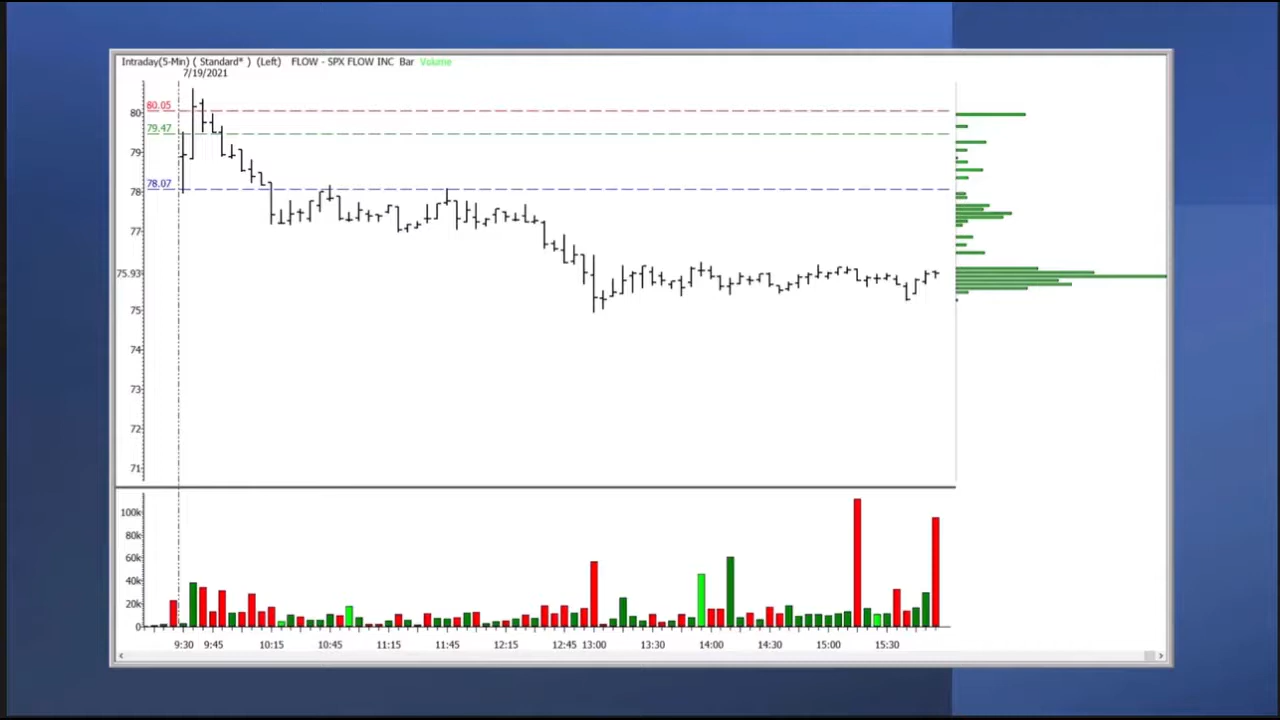 Intraday(5-Min) ( Standard* ) (Left) FLOW - SPX FLOW INC Bar Volume
7/19/2021
80.05
80
79.47
79
78.07
78
77
75.93
75
74
73
72
71
100k
80k
60k
40k
20k
0
9:30 9:45 10:15 10:45 11:15 11:45 12:15 12:45 13:00 13:30 14:00 14:30 15:00 15:30